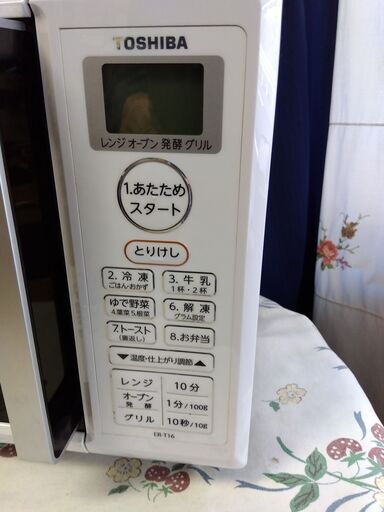 TOSHIBA
レンジ オーブン 発酵 グリル
1.あたため
スタート
とりけし
2. 冷 凍
ごはん・おかず
3. 牛 乳
1杯・2杯
ゆで野菜
4.葉菜 5.根菜
6. 解 凍
グラム設定
7.トースト
(裏返し)
8.お弁当
▼ 温度・仕上がり調節 ▲
レンジ
10分
オーブン
発 酵
1分/100g
グリル
10秒/10g
ER-T16